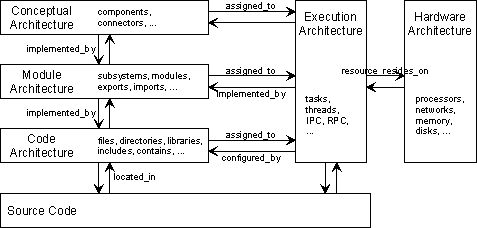 Conceptual
Architecture
components,
connectors, ...
assigned_to
Execution
Architecture
Hardware
Architecture
implemented_by
Module
Architecture
subsystems, modules,
exports, imports, ...
assigned_to
implemented_by
resource_resides_on
tasks,
threads,
IPC, RPC,
...
processors,
networks,
memory,
disks, ...
implemented_by
Code
Architecture
files, directories, libraries,
includes, contains, ...
assigned_to
configured_by
located_in
Source Code